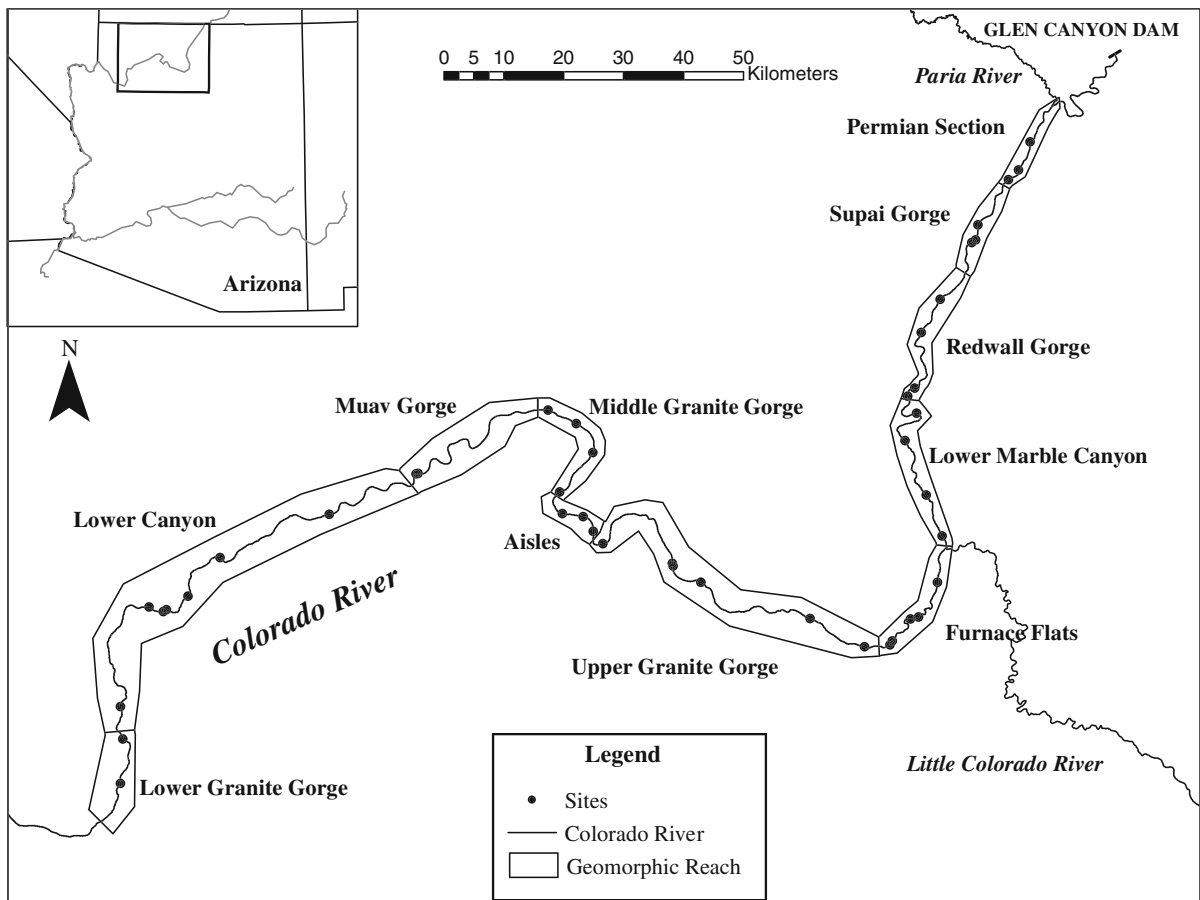 GLEN CANYON DAM
0 5 10 20 30 40 50
Kilometers
Paria River
Permian Section
Supai Gorge
Arizona
N
Redwall Gorge
Muav Gorge
Middle Granite Gorge
Lower Marble Canyon
Lower Canyon
Aisles
Colorado River
Furnace Flats
Upper Granite Gorge
Legend
Sites
Colorado River
Geomorphic Reach
Little Colorado River
Lower Granite Gorge